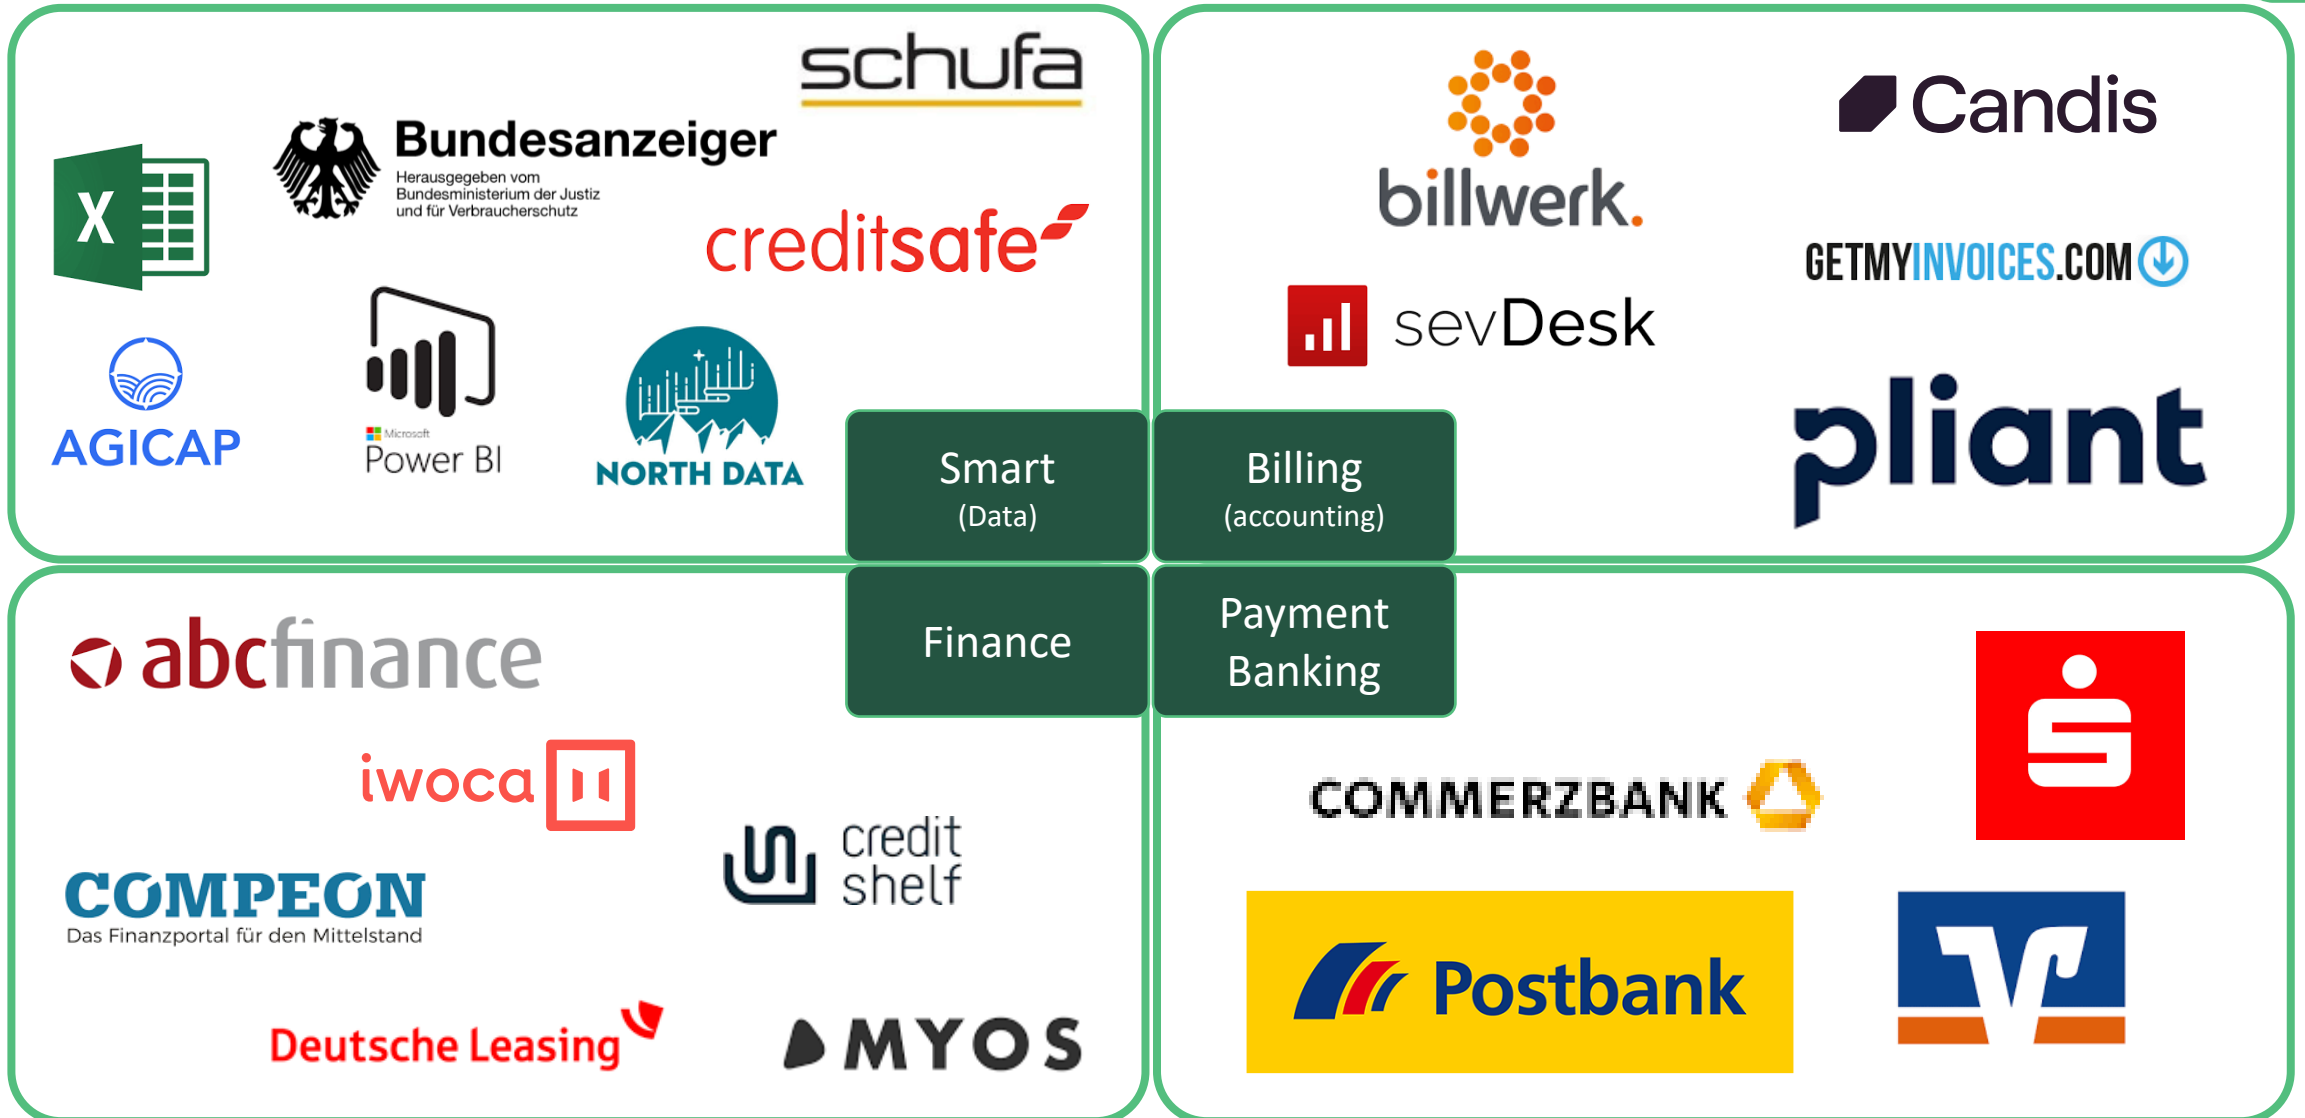 schufa
Bundesanzeiger
Herausgegeben vom
Bundesministerium der Justiz
und für Verbraucherschutz
X
creditsafe
AGICAP
Microsoft
Power BI
NORTH DATA
Smart
(Data)
billwerk.
Candis
GETMYINVOICES.COM
sevDesk
pliant
Billing
(accounting)
abcfinance
Finance
iwoca
credit
shelf
COMPEON
Das Finanzportal für den Mittelstand
Deutsche Leasing
MYOS
Payment
Banking
COMMERZBANK
Postbank